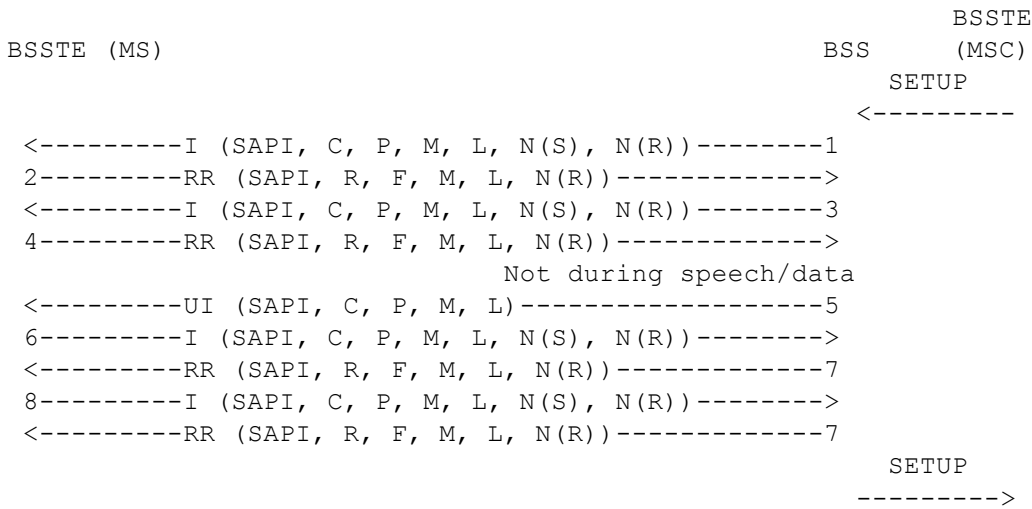 BSSTE
BSSTE (MS) BSS (MSC)
SETUP
<---------
<---------I (SAPI, C, P, M, L, N(S), N(R))--------1
2---------RR (SAPI, R, F, M, L, N(R))------------->
<---------I (SAPI, C, P, M, L, N(S), N(R))--------3
4---------RR (SAPI, R, F, M, L, N(R))------------->
Not during speech/data
<---------UI (SAPI, C, P, M, L)-------------------5
6---------I (SAPI, C, P, M, L, N(S), N(R))-------->
<---------RR (SAPI, R, F, M, L, N(R))-------------7
8---------I (SAPI, C, P, M, L, N(S), N(R))-------->
<---------RR (SAPI, R, F, M, L, N(R))-------------7
SETUP
--------->